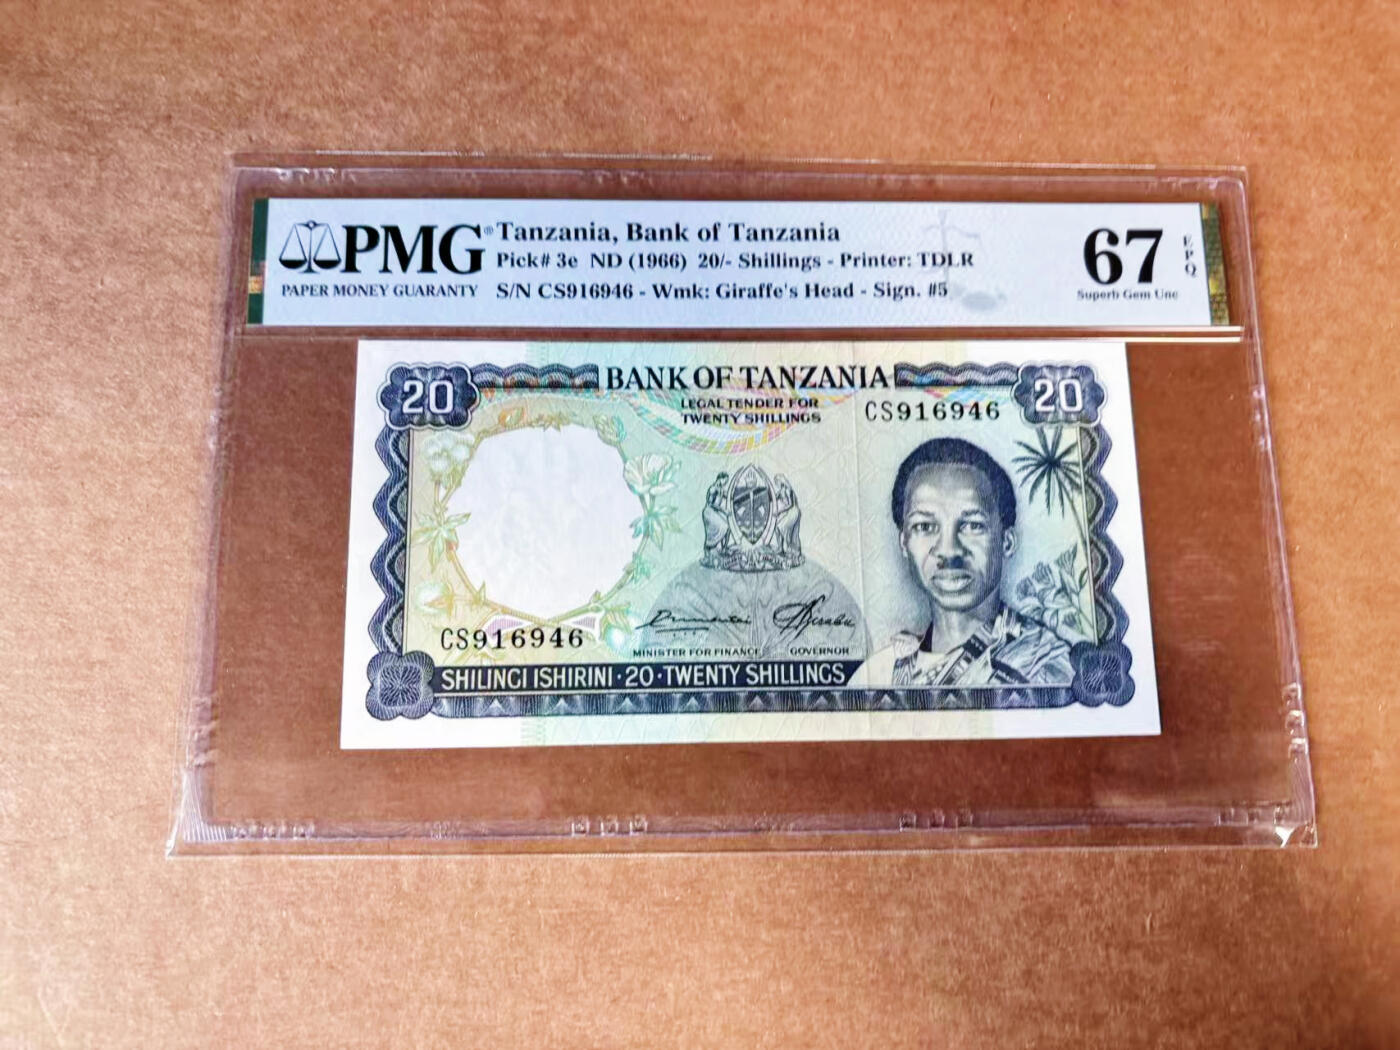 PMG®
PAPER MONEY GUARANTY
Tanzania, Bank of Tanzania
Pick# 3e ND (1966) 20/- Shillings - Printer: TDLR
S/N CS916946 - Wmk: Giraffe's Head - Sign. #5
67
EPQ
Superb Gem Unc
20
BANK OF TANZANIA
20
LEGAL TENDER FOR
TWENTY SHILLINGS
CS916946
CS916946
MINISTER FOR FINANCE
GOVERNOR
SHILINGI ISHIRINI·20·TWENTY SHILLINGS